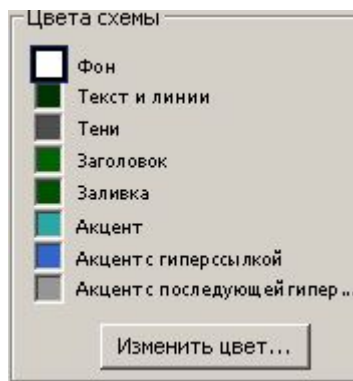 Цвета схемы
Фон
Текст и линии
Тени
Заголовок
Заливка
Акцент
Акцент с гиперссылкой
Акцент с последующей гипер...
Изменить цвет...